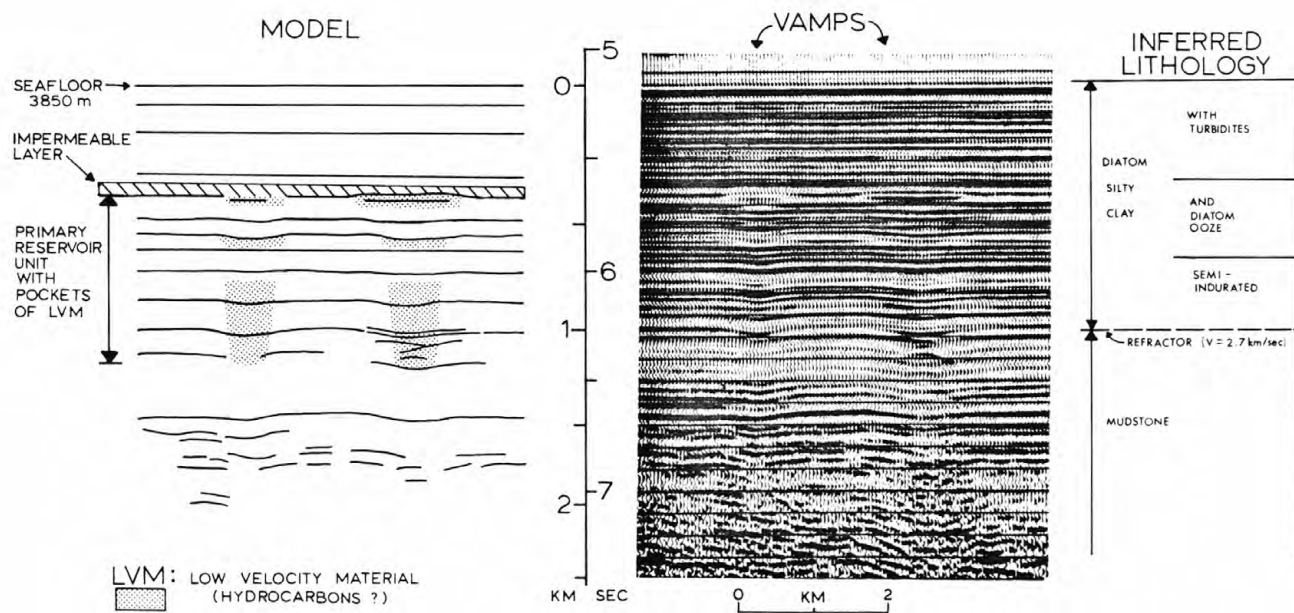 MODEL
SEAFLOOR
3850 m
IMPERMEABLE
LAYER
PRIMARY
RESERVOIR
UNIT
WITH
POCKETS
OF LVM
LVM: LOW VELOCITY MATERIAL
(HYDROCARBONS ?)
0
1
2
KM
5
6
7
SEC
VAMPS
0 KM 2
INFERRED
LITHOLOGY
DIATOM
SILTY
CLAY
WITH
TURBIDITES
AND
DIATOM
OOZE
SEMI-
INDURATED
REFRACTOR (V = 2.7 km/sec)
MUDSTONE